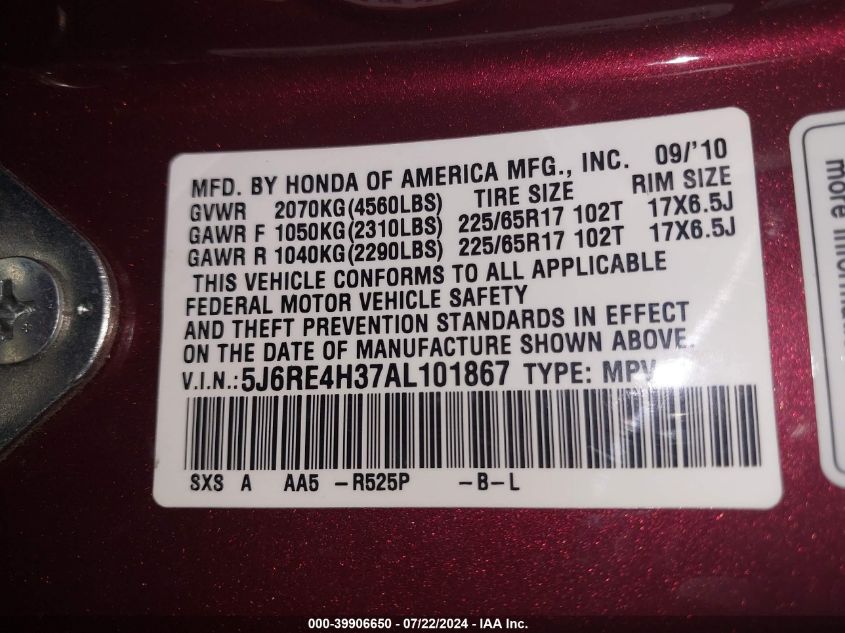 MFD. BY HONDA OF AMERICA MFG., INC. 09/'10
GVWR 2070KG(4560LBS) TIRE SIZE RIM SIZE
GAWR F 1050KG(2310LBS) 225/65R17 102T 17X6.5J
GAWR R 1040KG(2290LBS) 225/65R17 102T 17X6.5J
THIS VEHICLE CONFORMS TO ALL APPLICABLE
FEDERAL MOTOR VEHICLE SAFETY
AND THEFT PREVENTION STANDARDS IN EFFECT
ON THE DATE OF MANUFACTURE SHOWN ABOVE.
V.I.N.:5J6RE4H37AL101867 TYPE: MPV
SXS A AA5 -R525P -B-L
more
000-39906650 - 07/22/2024 - IAA Inc.